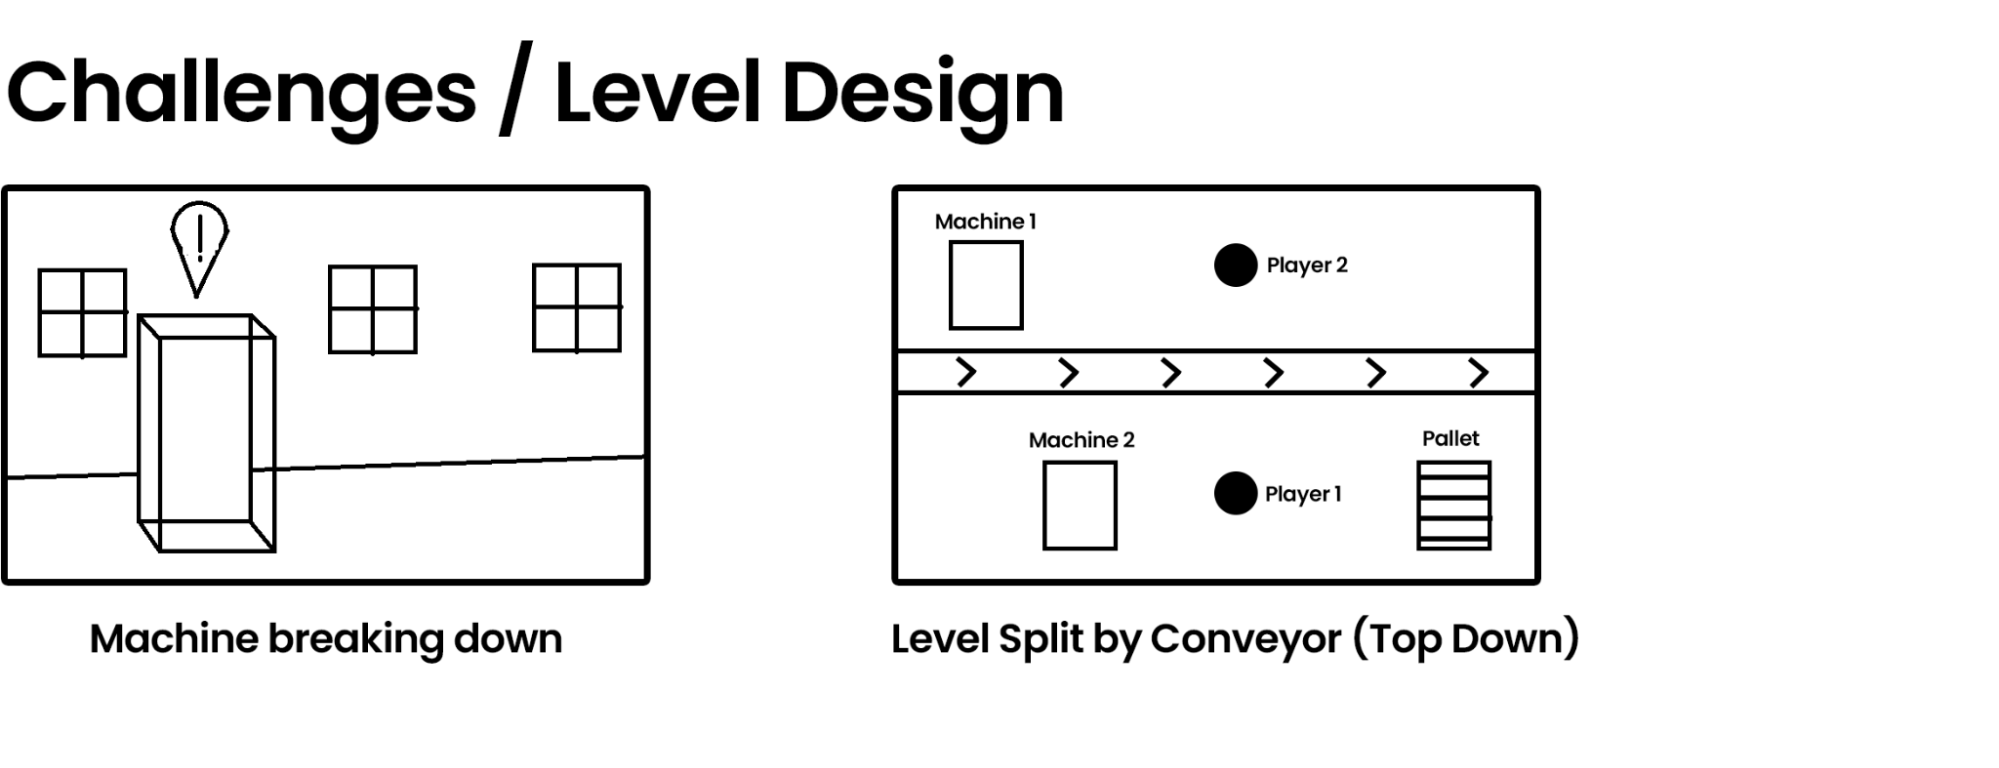 Challenges / Level Design
!
Machine breaking down
Machine 1
Player 2
Machine 2
Pallet
Player 1
Level Split by Conveyor (Top Down)